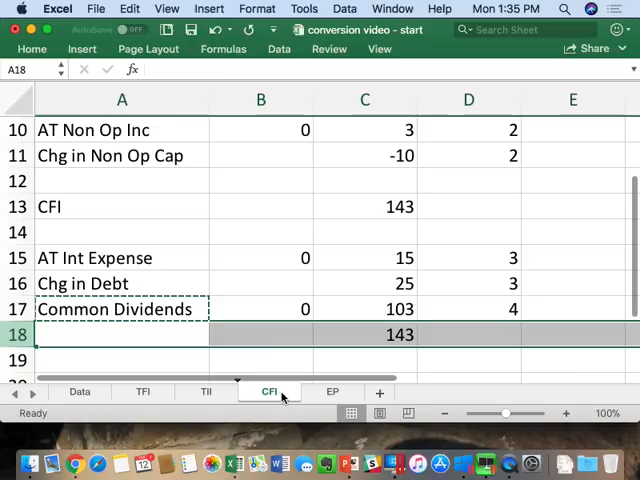 Excel File Edit View Insert Format Tools Data Window Help Mon 1:35 PM
AutoSave OFF conversion video - start Search Sheet
Home Insert Page Layout Formulas Data Review View Share
A18 fx
A B C D E
10 AT Non Op Inc 0 3 2
11 Chg in Non Op Cap -10 2
12
13 CFI 143
14
15 AT Int Expense 0 15 3
16 Chg in Debt 25 3
17 Common Dividends 0 103 4
18 143
19
Data TFI TII CFI EP +
Ready 100%
12 W